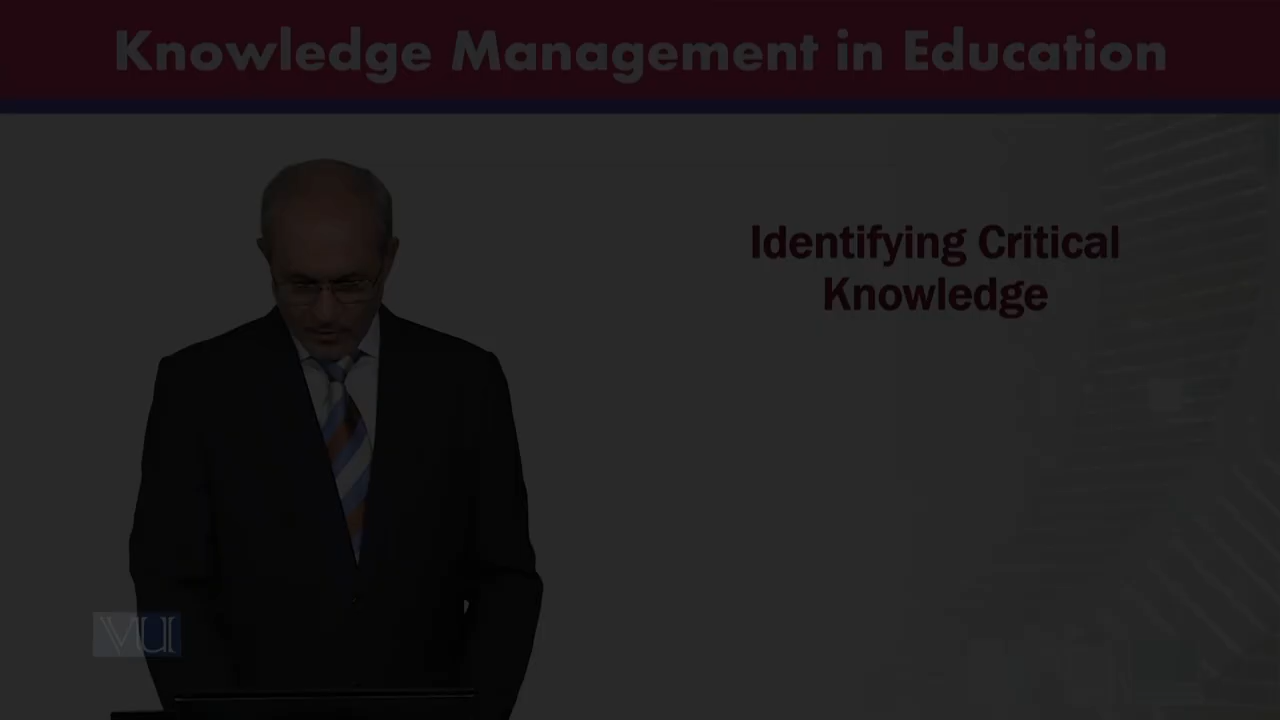 Knowledge Management in Education
Identifying Critical
Knowledge
VU